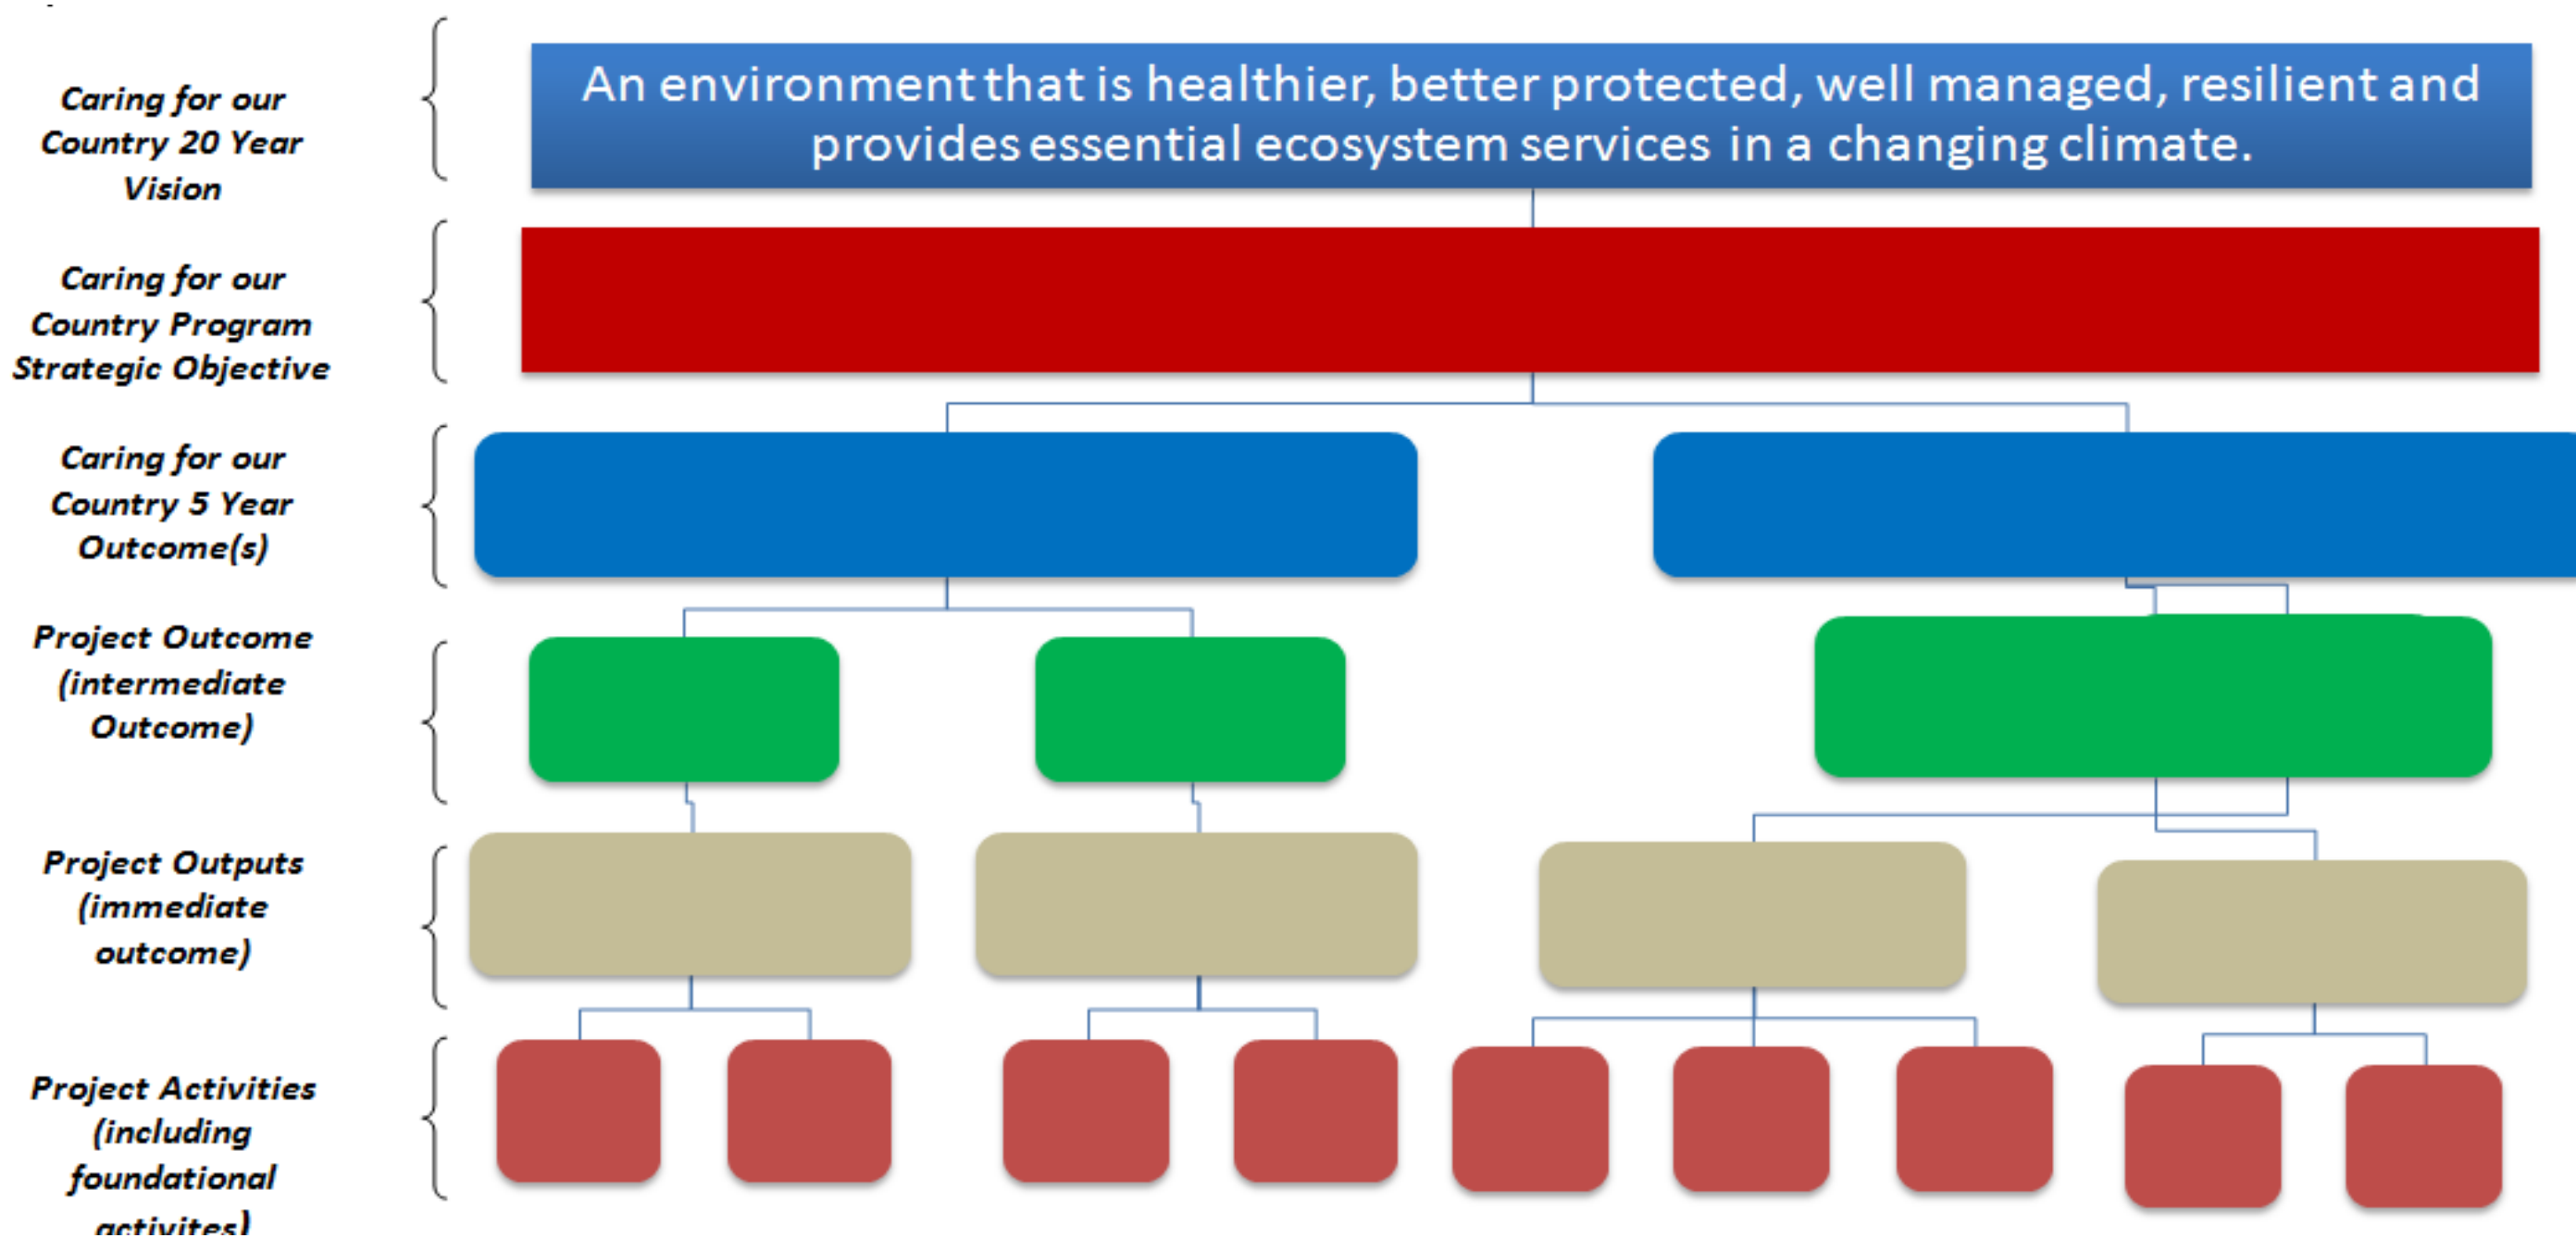 Caring for our
Country 20 Year
Vision
An environment that is healthier, better protected, well managed, resilient and
provides essential ecosystem services in a changing climate.
Caring for our
Country Program
Strategic Objective
Caring for our
Country 5 Year
Outcome(s)
Project Outcome
(intermediate
Outcome)
Project Outputs
(immediate
outcome)
Project Activities
(including
foundational
activites)